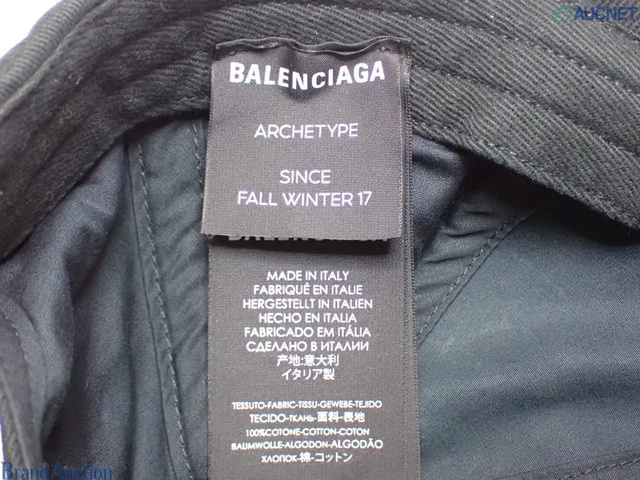 AUCNET
BALENCIAGA
ARCHETYPE
SINCE
FALL WINTER 17
MADE IN ITALY
FABRIQUÉ EN ITALIE
HERGESTELLT IN ITALIEN
HECHO EN ITALIA
FABRICADO EM ITÁLIA
СДЕЛАНО В ИТАЛИИ
产地:意大利
イタリア製
TESSUTO-FABRIC-TISSU-GEWEBE-TEJIDO
TECIDO-ТКАНЬ-面料-表地
100%COTONE-COTTON-COTON
BAUMWOLLE-ALGODON-ALGODÃO
ХЛОПОК-棉-コットン
Brand Auction